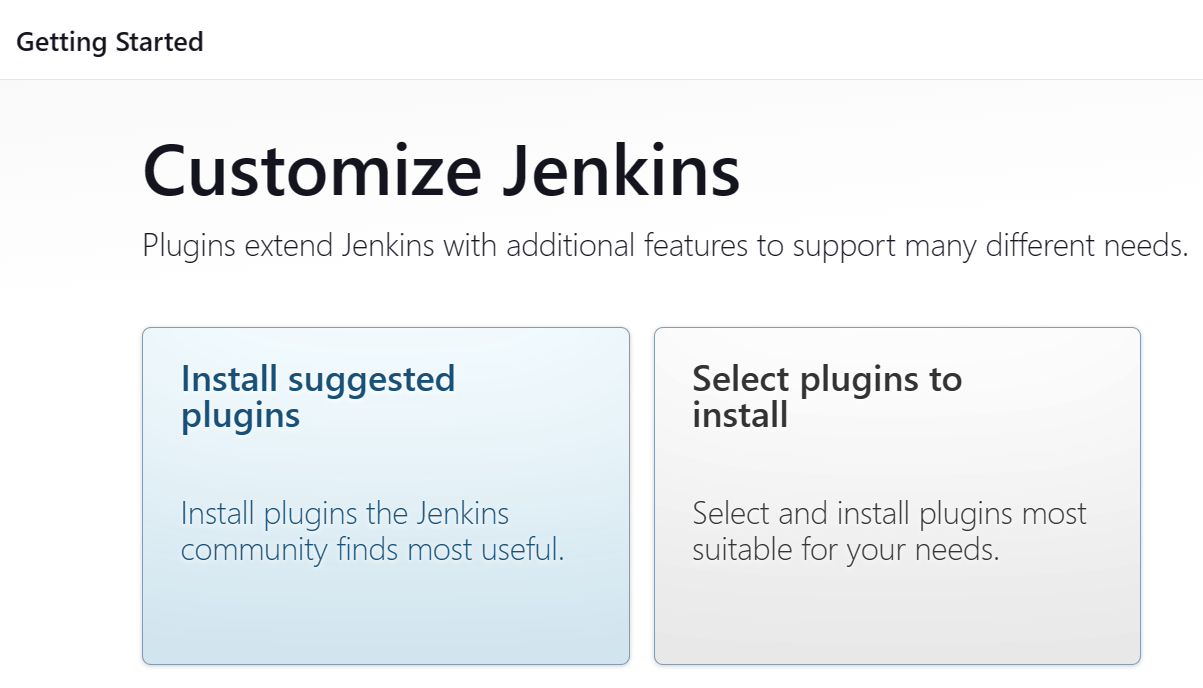 Getting Started
Customize Jenkins
Plugins extend Jenkins with additional features to support many different needs.
Install suggested
plugins
Install plugins the Jenkins
community finds most useful.
Select plugins to
install
Select and install plugins most
suitable for your needs.